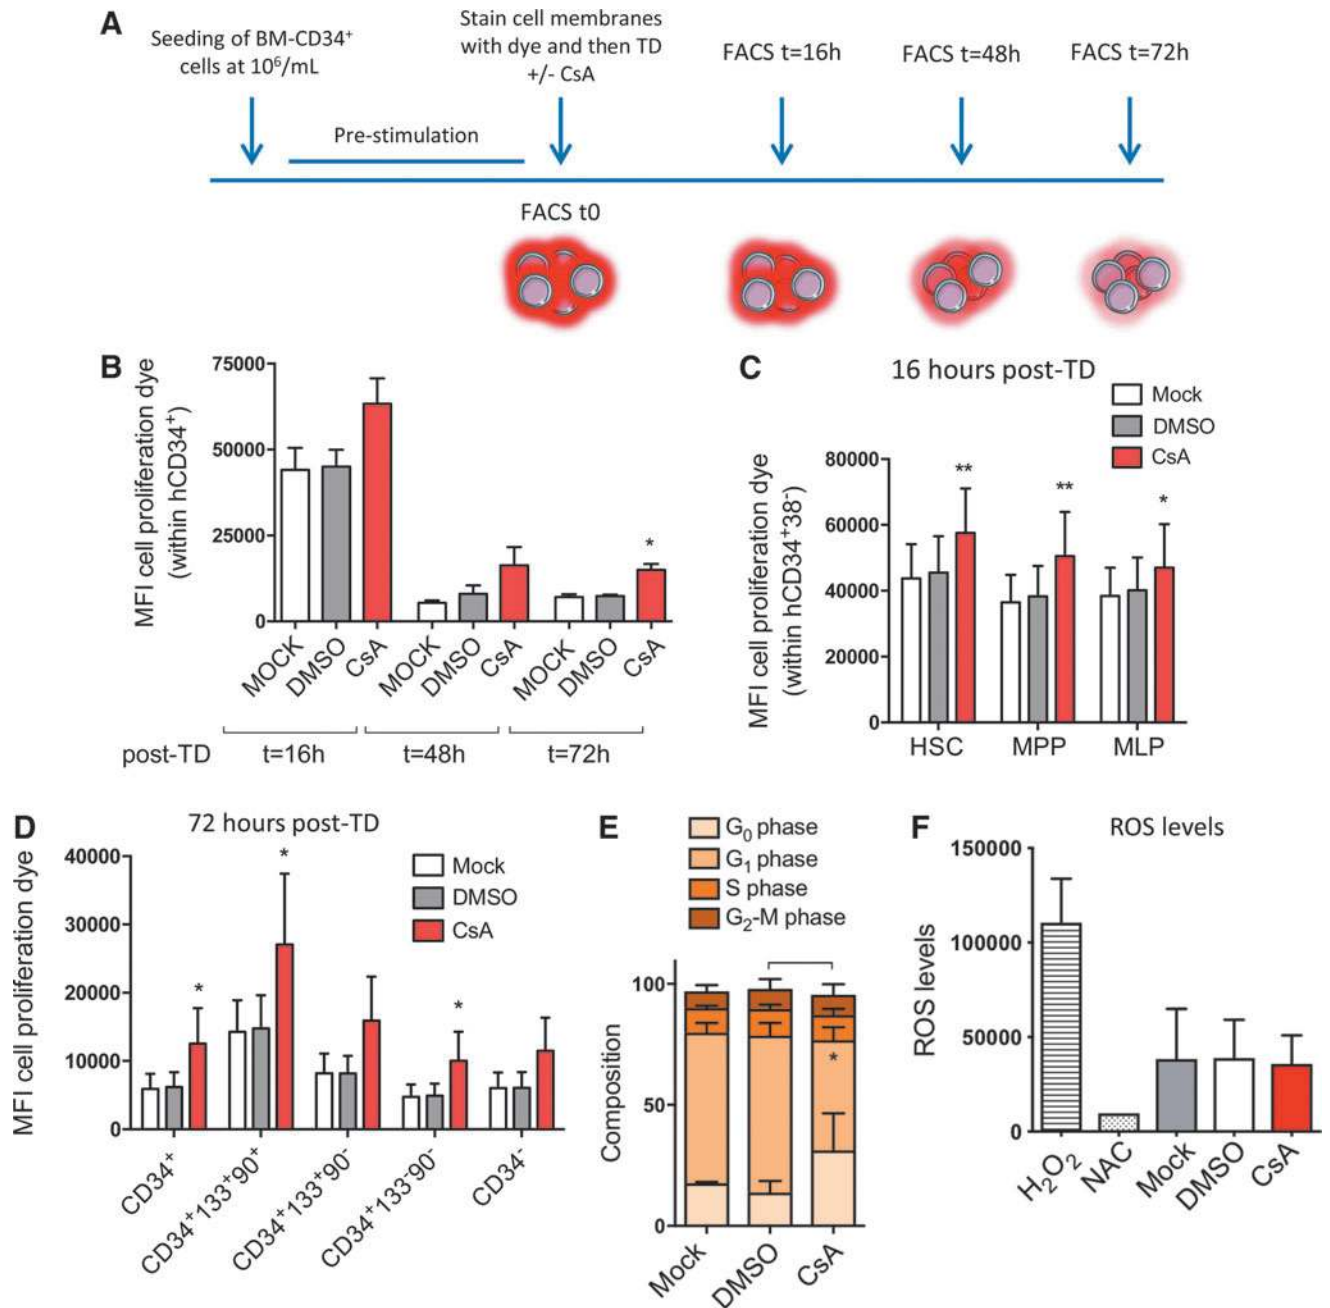 A
Seeding of BM-CD34⁺
cells at 10⁶/mL
Stain cell membranes
with dye and then TD
+/- CsA
FACS t=16h
FACS t=48h
FACS t=72h
Pre-stimulation
FACS t0
B
MFI cell proliferation dye
(within hCD34⁺)
75000
50000
25000
0
MOCK
DMSO
CsA
MOCK
DMSO
CsA
MOCK
DMSO
CsA
*
post-TD
t=16h
t=48h
t=72h
C
16 hours post-TD
Mock
DMSO
CsA
MFI cell proliferation dye
(within hCD34⁺38⁻)
80000
60000
40000
20000
0
**
**
*
HSC
MPP
MLP
D
72 hours post-TD
Mock
DMSO
CsA
MFI cell proliferation dye
40000
30000
20000
10000
0
*
*
*
CD34⁺
CD34⁺133⁺90⁺
CD34⁺133⁺90⁻
CD34⁺133⁻90⁻
CD34⁻
E
G₀ phase
G₁ phase
S phase
G₂-M phase
Composition
100
50
0
*
Mock
DMSO
CsA
F
ROS levels
ROS levels
150000
100000
50000
0
H₂O₂
NAC
Mock
DMSO
CsA